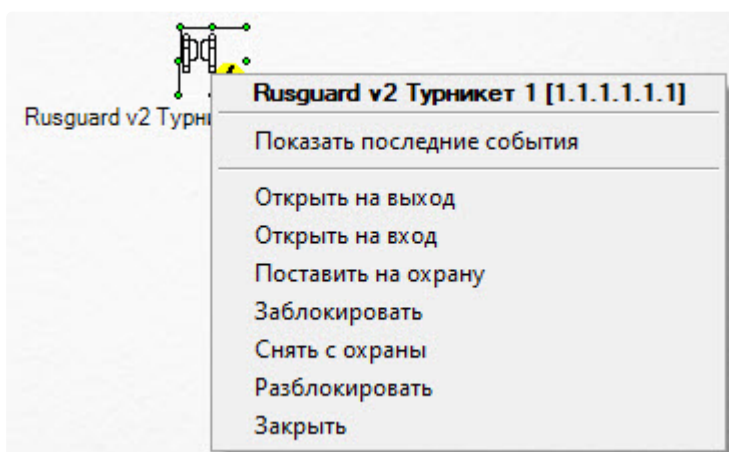 Rusguard v2 Турникет 1 [1.1.1.1.1.1]
Rusguard v2
Показать последние события
Открыть на выход
Открыть на вход
Поставить на охрану
Заблокировать
Снять с охраны
Разблокировать
Закрыть